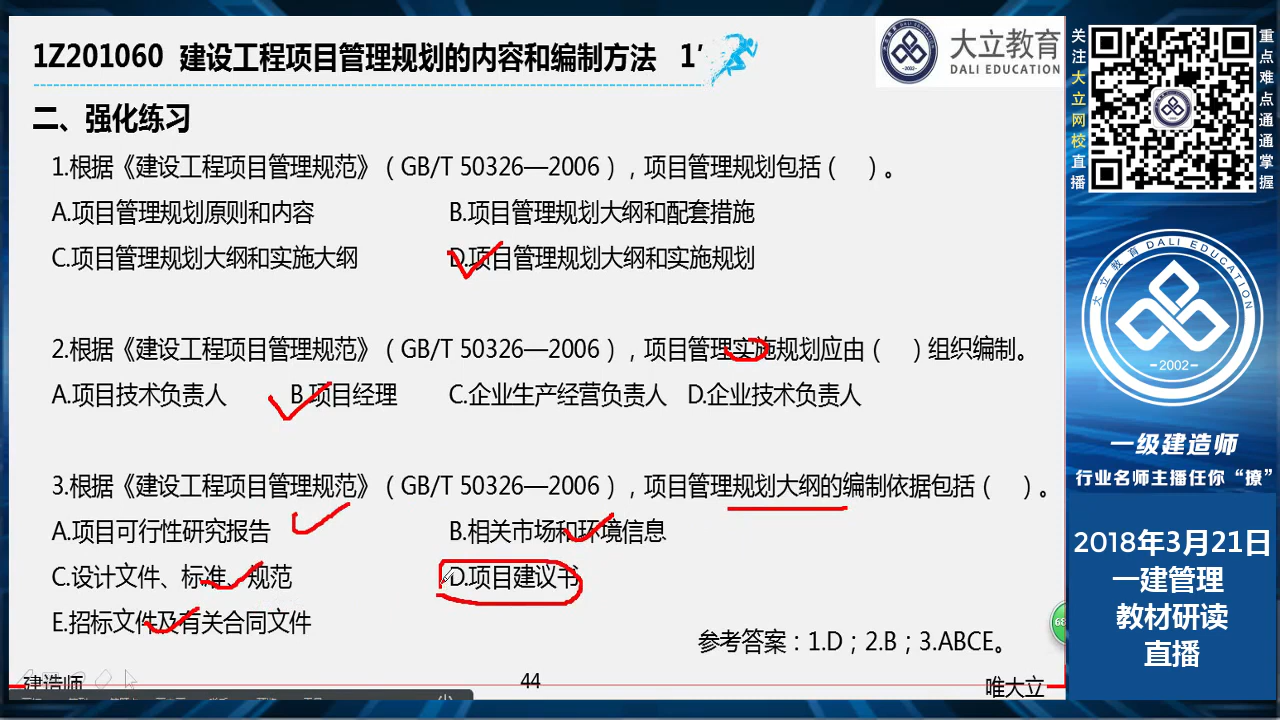 1Z201060 建设工程项目管理规划的内容和编制方法 1′
大立教育
DALI EDUCATION
二、强化练习
1.根据《建设工程项目管理规范》（GB/T 50326—2006），项目管理规划包括（ ）。
A.项目管理规划原则和内容 B.项目管理规划大纲和配套措施
C.项目管理规划大纲和实施大纲 D.项目管理规划大纲和实施规划
2.根据《建设工程项目管理规范》（GB/T 50326—2006），项目管理实施规划应由（ ）组织编制。
A.项目技术负责人 B.项目经理 C.企业生产经营负责人 D.企业技术负责人
3.根据《建设工程项目管理规范》（GB/T 50326—2006），项目管理规划大纲的编制依据包括（ ）。
A.项目可行性研究报告 B.相关市场和环境信息
C.设计文件、标准、规范 D.项目建议书
E.招标文件及有关合同文件
参考答案：1.D；2.B；3.ABCE。
建造师 44 唯大立
关注大立网校直播
重点难点通通掌握
大立教育 DALI EDUCATION
2002
一级建造师
行业名师主播任你“撩”
68
2018年3月21日
一建管理
教材研读
直播